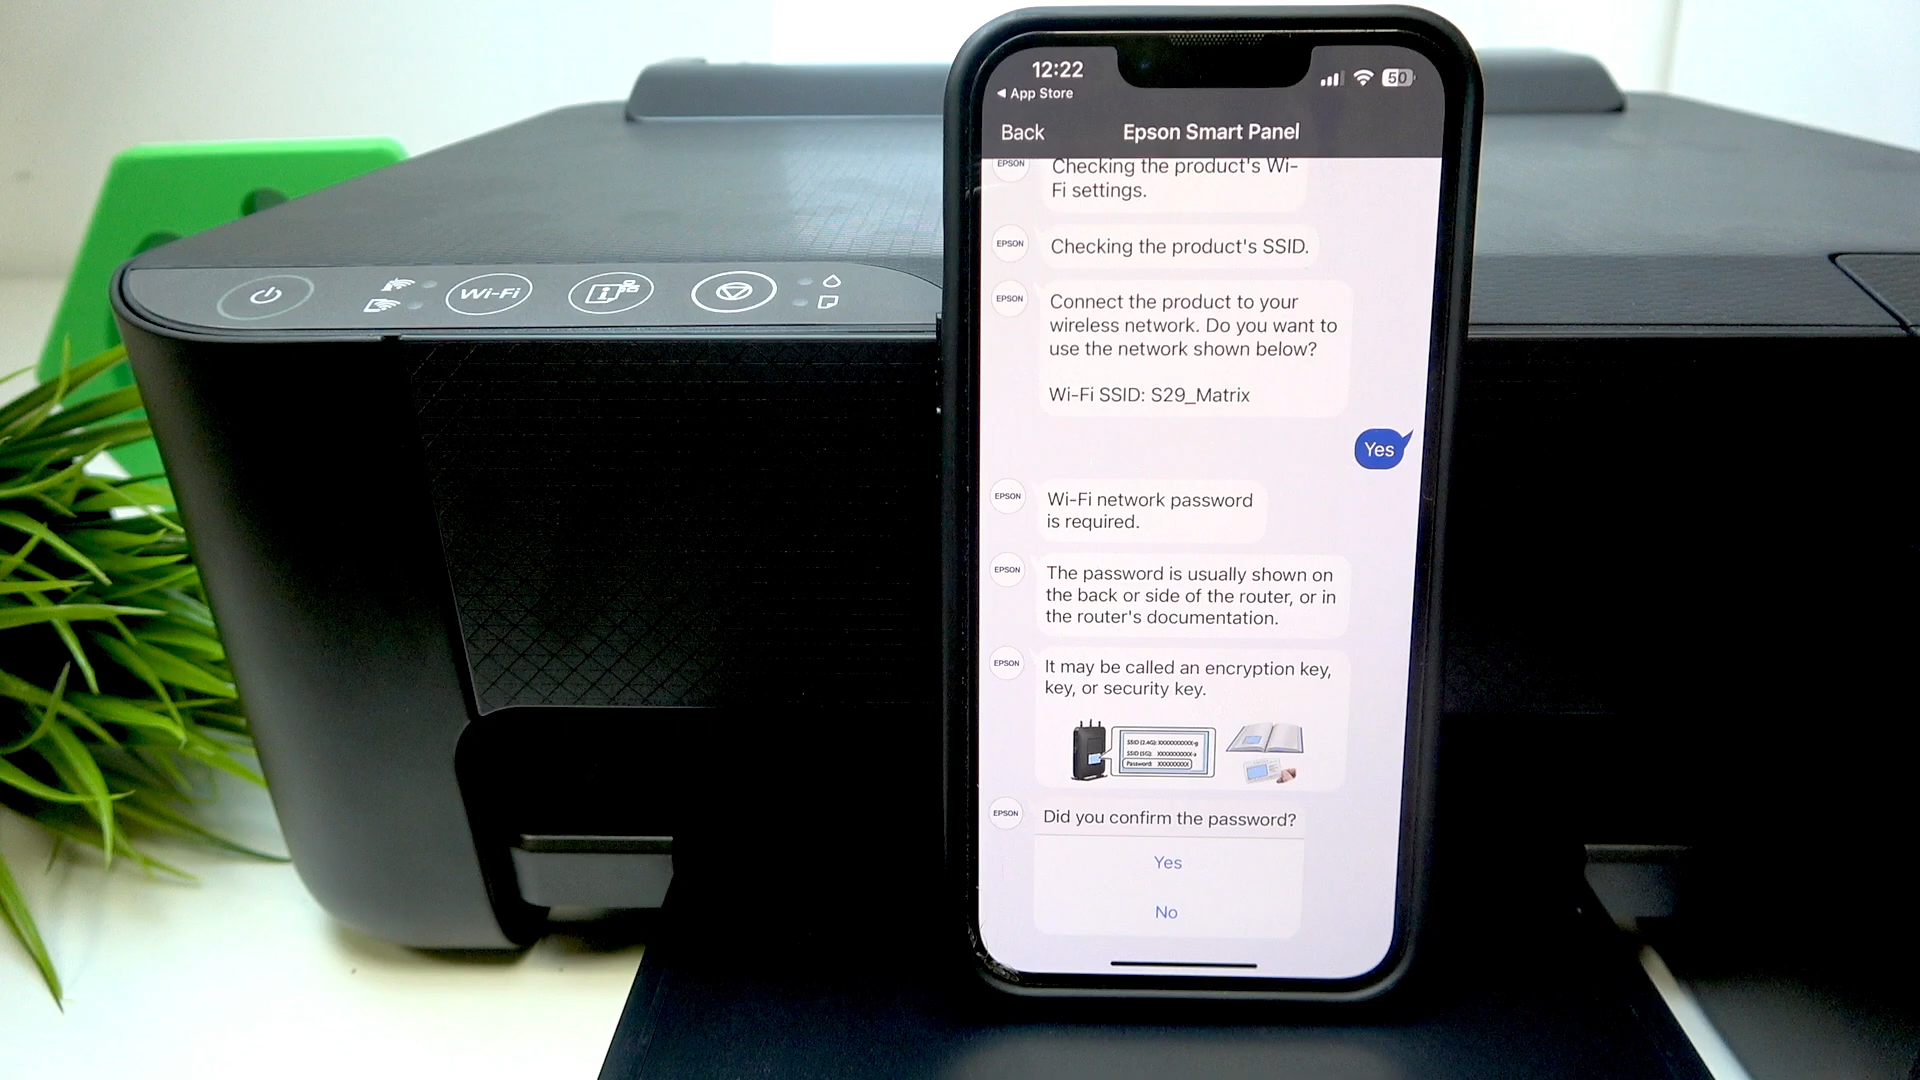 12:22
50
◀ App Store
Back
Epson Smart Panel
EPSON
Checking the product's Wi-
Fi settings.
EPSON
Checking the product's SSID.
EPSON
Connect the product to your
wireless network. Do you want to
use the network shown below?
Wi-Fi SSID: S29_Matrix
Yes
EPSON
Wi-Fi network password
is required.
EPSON
The password is usually shown on
the back or side of the router, or in
the router's documentation.
EPSON
It may be called an encryption key,
key, or security key.
SSID (2.4G): XXXXXXXXXX-g
SSID (5G): XXXXXXXXXX-a
Password: XXXXXXXXX
EPSON
Did you confirm the password?
Yes
No
Wi-Fi